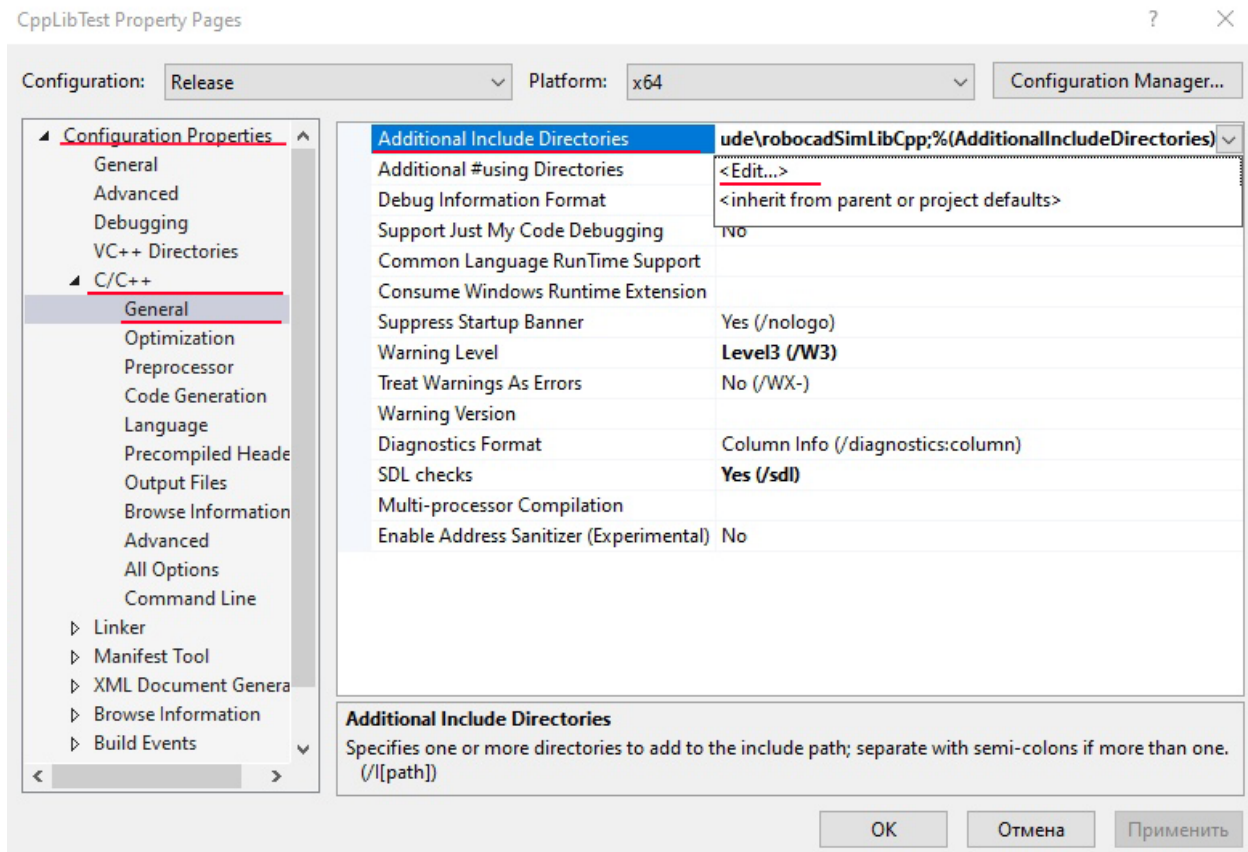 CppLibTest Property Pages
Configuration: Release Platform: x64 Configuration Manager...
Configuration Properties
General
Advanced
Debugging
VC++ Directories
C/C++
General
Optimization
Preprocessor
Code Generation
Language
Precompiled Heade
Output Files
Browse Information
Advanced
All Options
Command Line
Linker
Manifest Tool
XML Document Genera
Browse Information
Build Events
Additional Include Directories ude\robocadSimLibCpp;%(AdditionalIncludeDirectories)
Additional #using Directories <Edit...>
Debug Information Format <inherit from parent or project defaults>
Support Just My Code Debugging No
Common Language RunTime Support
Consume Windows Runtime Extension
Suppress Startup Banner Yes (/nologo)
Warning Level Level3 (/W3)
Treat Warnings As Errors No (/WX-)
Warning Version
Diagnostics Format Column Info (/diagnostics:column)
SDL checks Yes (/sdl)
Multi-processor Compilation
Enable Address Sanitizer (Experimental) No
Additional Include Directories
Specifies one or more directories to add to the include path; separate with semi-colons if more than one.
(/I[path])
OK Отмена Применить